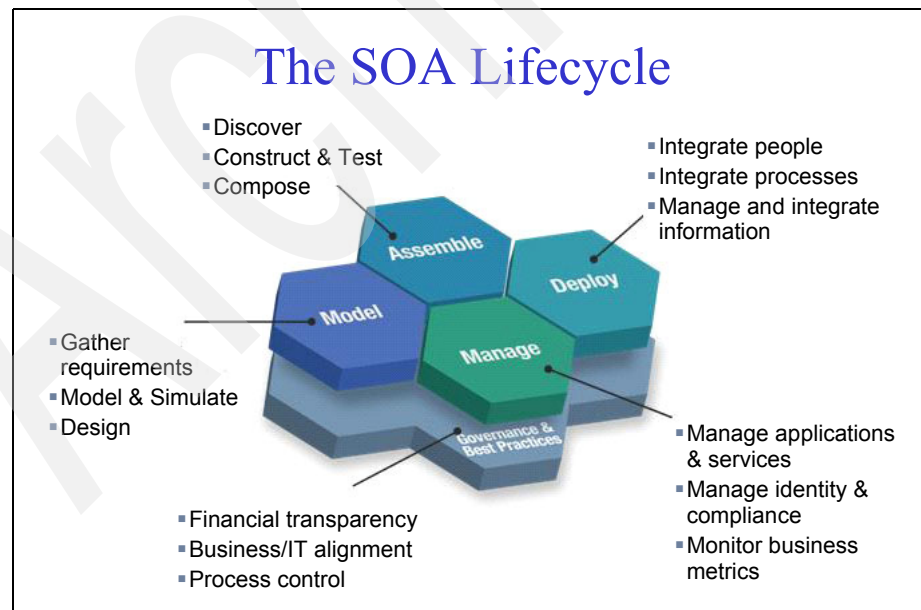 The SOA Lifecycle
▪Discover
▪Construct & Test
▪Compose
▪Integrate people
▪Integrate processes
▪Manage and integrate
information
Assemble
Deploy
Model
Manage
▪Gather
requirements
▪Model & Simulate
▪Design
Governance &
Best Practices
▪Manage applications
& services
▪Manage identity &
compliance
▪Monitor business
metrics
▪Financial transparency
▪Business/IT alignment
▪Process control